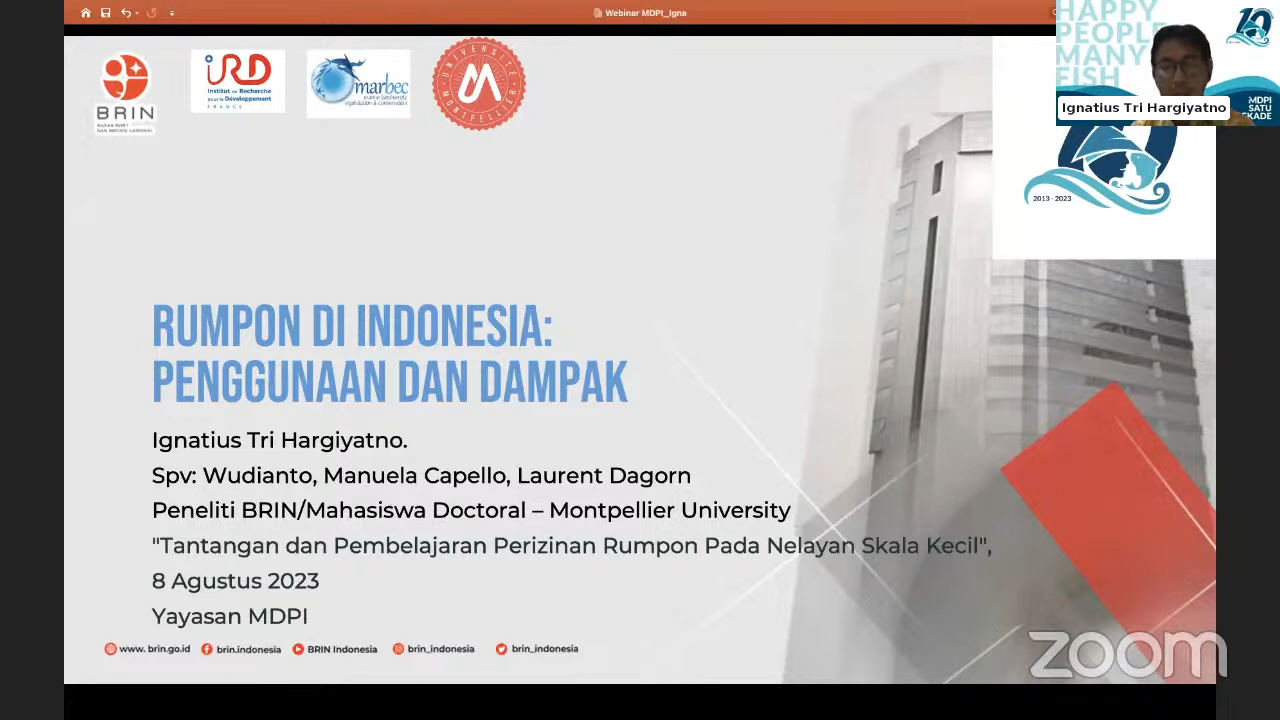 Webinar MDPI_Igna
HAPPY
PEOPLE
MANY
FISH
Ignatius Tri Hargiyatno
MDPI
SATU
BRIN
iRD
Institut de Recherche
pour le Développement
FRANCE
marbec
UNIVERSITÉ
MONTPELLIER
2013 - 2023
RUMPON DI INDONESIA:
PENGGUNAAN DAN DAMPAK
Ignatius Tri Hargiyatno.
Spv: Wudianto, Manuela Capello, Laurent Dagorn
Peneliti BRIN/Mahasiswa Doctoral – Montpellier University
"Tantangan dan Pembelajaran Perizinan Rumpon Pada Nelayan Skala Kecil",
8 Agustus 2023
Yayasan MDPI
www. brin.go.id brin.indonesia BRIN Indonesia brin_indonesia brin_indonesia
zoom